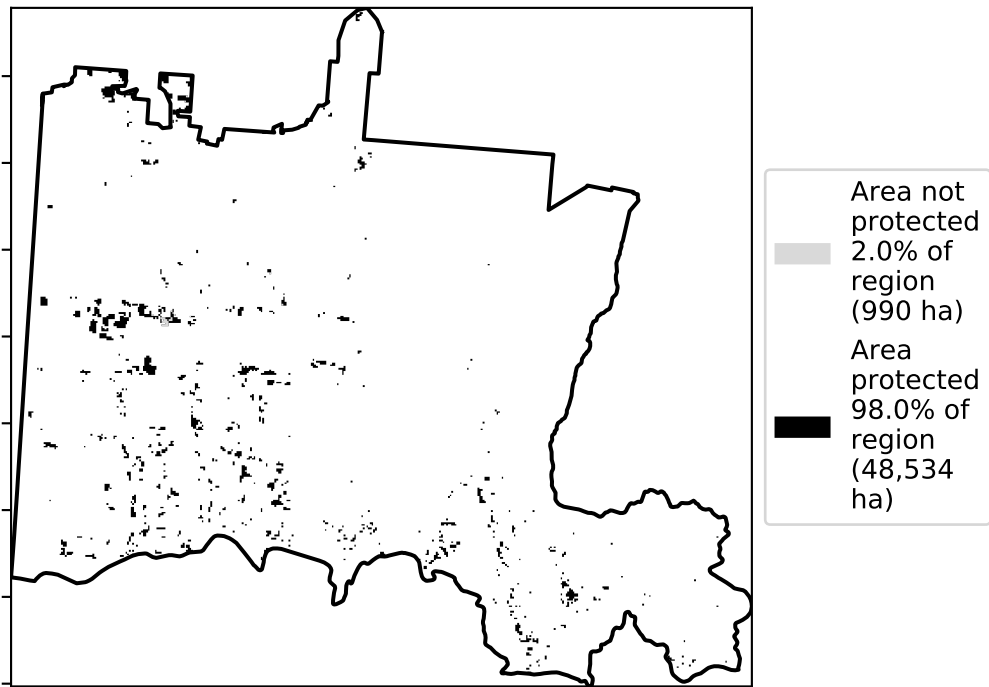 Area not
protected
2.0% of
region
(990 ha)
Area
protected
98.0% of
region
(48,534
ha)